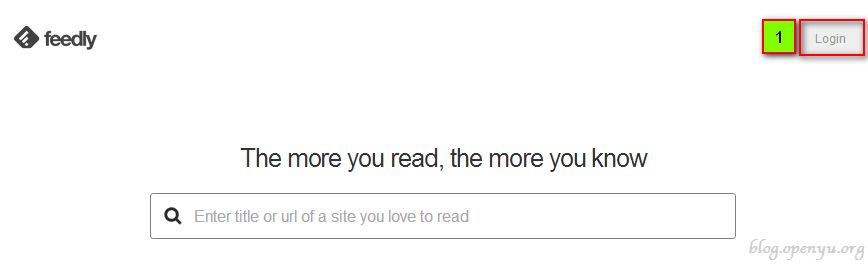 feedly
1
Login
The more you read, the more you know
Enter title or url of a site you love to read
blog.openyu.org